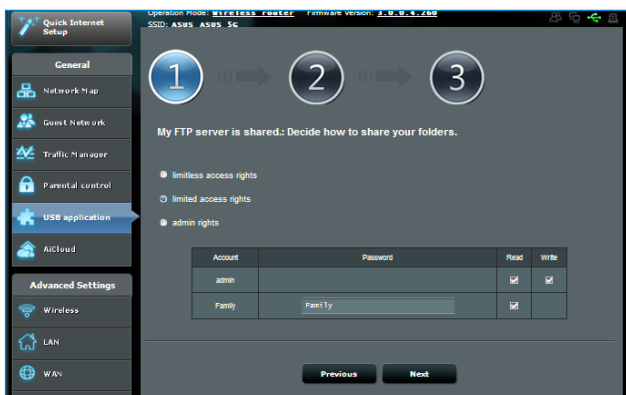 Operation Mode: Wireless router Firmware Version: 3.0.0.4.260
SSID: ASUS ASUS_5G
Quick Internet
Setup
General
Network Map
Guest Network
Traffic Manager
Parental control
USB application
AiCloud
Advanced Settings
Wireless
LAN
WAN
1
2
3
My FTP server is shared.: Decide how to share your folders.
limitless access rights
limited access rights
admin rights
Account Password Read Write
admin
Family Family
Previous Next